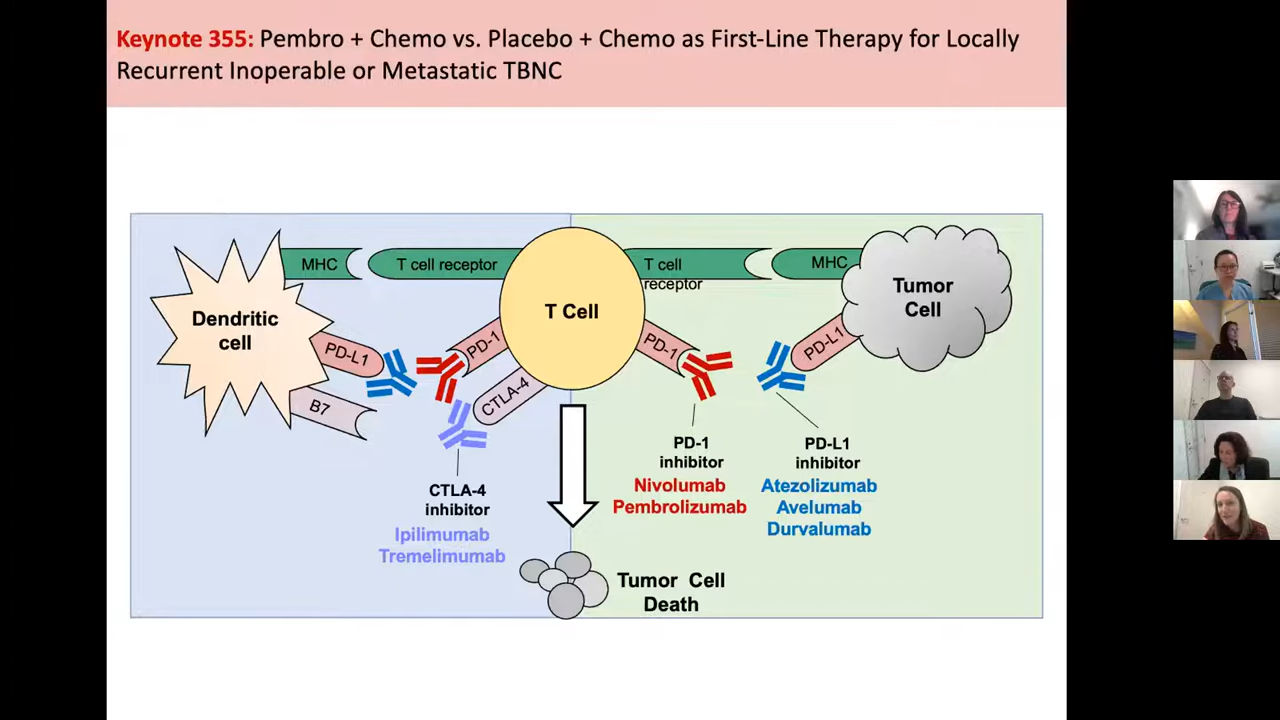 Keynote 355: Pembro + Chemo vs. Placebo + Chemo as First-Line Therapy for Locally
Recurrent Inoperable or Metastatic TBNC
MHC
T cell receptor
T cell
receptor
MHC
Dendritic
cell
T Cell
Tumor
Cell
PD-L1
PD-1
PD-1
PD-L1
B7
CTLA-4
CTLA-4
inhibitor
Ipilimumab
Tremelimumab
PD-1
inhibitor
Nivolumab
Pembrolizumab
PD-L1
inhibitor
Atezolizumab
Avelumab
Durvalumab
Tumor Cell
Death